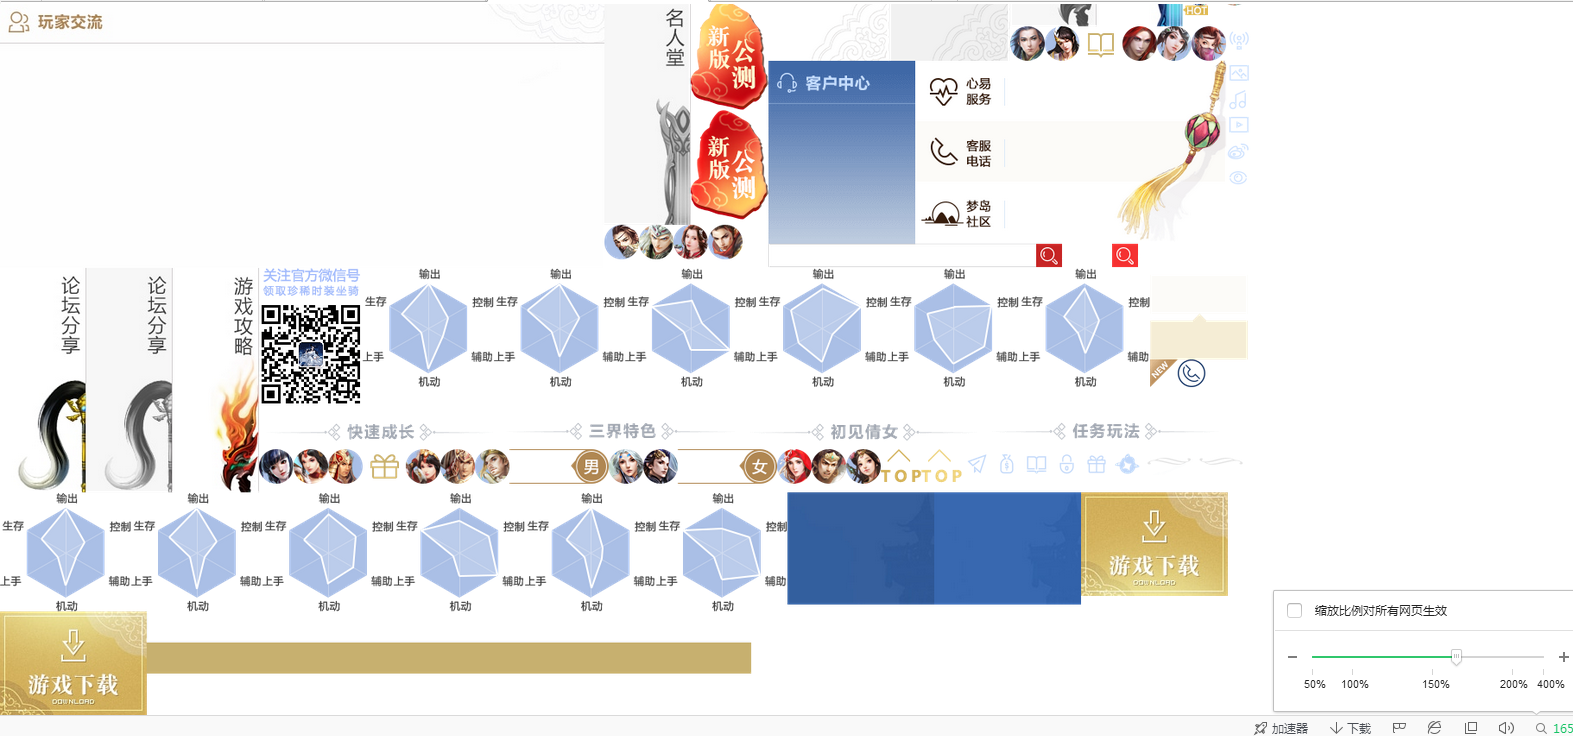 玩家交流
名人堂
新版
公测
HOT
客户中心
心易
服务
新版
公测
客服
电话
梦岛
社区
论坛分享
论坛分享
游戏攻略
关注官方微信号
领取珍稀时装坐骑
输出
输出
输出
输出
输出
输出
生存
控制 生存
控制 生存
控制 生存
控制 生存
控制 生存
控制
上手
辅助 上手
辅助 上手
辅助 上手
辅助 上手
辅助 上手
辅助
机动
机动
机动
机动
机动
机动
NEW
快速成长
三界特色
初见倩女
任务玩法
男
女
TOP
TOP
输出
输出
输出
输出
输出
输出
生存
控制 生存
控制 生存
控制 生存
控制 生存
控制 生存
控制
上手
辅助 上手
辅助 上手
辅助 上手
辅助 上手
辅助 上手
辅助
机动
机动
机动
机动
机动
机动
游戏下载
DOWNLOAD
游戏下载
DOWNLOAD
缩放比例对所有网页生效
50%
100%
150%
200%
400%
加速器
下载
165